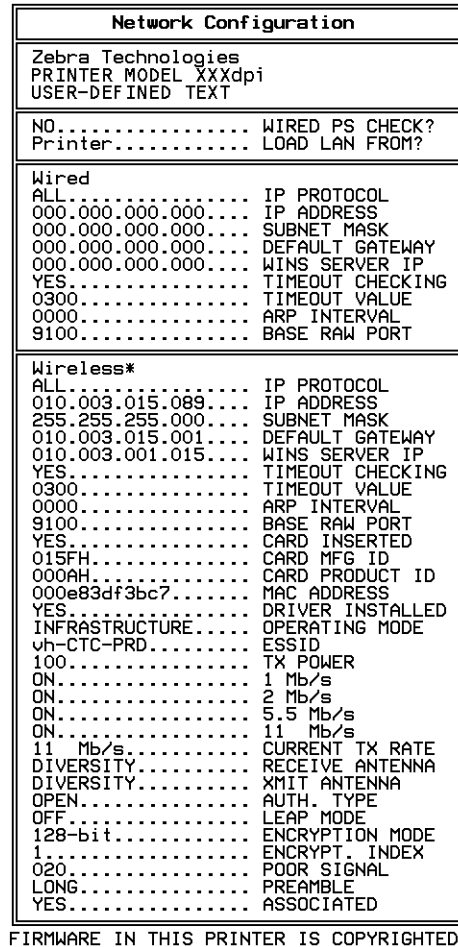 Network Configuration
Zebra Technologies
PRINTER MODEL XXXdpi
USER-DEFINED TEXT
NO................. WIRED PS CHECK?
Printer............ LOAD LAN FROM?
Wired
ALL................ IP PROTOCOL
000.000.000.000.... IP ADDRESS
000.000.000.000.... SUBNET MASK
000.000.000.000.... DEFAULT GATEWAY
000.000.000.000.... WINS SERVER IP
YES................ TIMEOUT CHECKING
0300............... TIMEOUT VALUE
0000............... ARP INTERVAL
9100............... BASE RAW PORT
Wireless*
ALL................ IP PROTOCOL
010.003.015.089.... IP ADDRESS
255.255.255.000.... SUBNET MASK
010.003.015.001.... DEFAULT GATEWAY
010.003.001.015.... WINS SERVER IP
YES................ TIMEOUT CHECKING
0300............... TIMEOUT VALUE
0000............... ARP INTERVAL
9100............... BASE RAW PORT
YES................ CARD INSERTED
015FH.............. CARD MFG ID
000AH.............. CARD PRODUCT ID
000e83df3bc7....... MAC ADDRESS
YES................ DRIVER INSTALLED
INFRASTRUCTURE..... OPERATING MODE
vh-CTC-PRD......... ESSID
100................ TX POWER
ON................. 1 Mb/s
ON................. 2 Mb/s
ON................. 5.5 Mb/s
ON................. 11  Mb/s
11  Mb/s........... CURRENT TX RATE
DIVERSITY.......... RECEIVE ANTENNA
DIVERSITY.......... XMIT ANTENNA
OPEN............... AUTH. TYPE
OFF................ LEAP MODE
128-bit............ ENCRYPTION MODE
1.................. ENCRYPT. INDEX
020................ POOR SIGNAL
LONG............... PREAMBLE
YES................ ASSOCIATED
FIRMWARE IN THIS PRINTER IS COPYRIGHTED